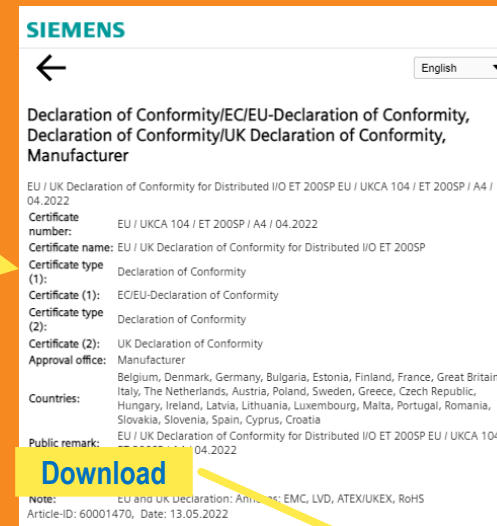 SIEMENS
English
Declaration of Conformity/EC/EU-Declaration of Conformity,
Declaration of Conformity/UK Declaration of Conformity,
Manufacturer
EU / UK Declaration of Conformity for Distributed I/O ET 200SP EU / UKCA 104 / ET 200SP / A4 /
04.2022
Certificate number: EU / UKCA 104 / ET 200SP / A4 / 04.2022
Certificate name: EU / UK Declaration of Conformity for Distributed I/O ET 200SP
Certificate type (1): Declaration of Conformity
Certificate (1): EC/EU-Declaration of Conformity
Certificate type (2): Declaration of Conformity
Certificate (2): UK Declaration of Conformity
Approval office: Manufacturer
Countries: Belgium, Denmark, Germany, Bulgaria, Estonia, Finland, France, Great Britain
Italy, The Netherlands, Austria, Poland, Sweden, Greece, Czech Republic,
Hungary, Ireland, Latvia, Lithuania, Luxembourg, Malta, Portugal, Romania,
Slovakia, Slovenia, Spain, Cyprus, Croatia
Public remark: EU / UK Declaration of Conformity for Distributed I/O ET 200SP EU / UKCA 104
04.2022
Download
Note: EU and UK Declaration: EMC, LVD, ATEX/UKEX, RoHS
Article-ID: 60001470, Date: 13.05.2022